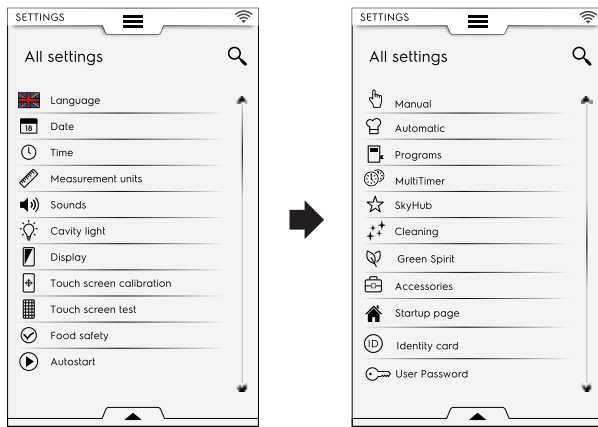 SETTINGS
All settings
Language
18 Date
Time
Measurement units
Sounds
Cavity light
Display
Touch screen calibration
Touch screen test
Food safety
Autostart
SETTINGS
All settings
Manual
Automatic
Programs
MultiTimer
SkyHub
Cleaning
Green Spirit
Accessories
Startup page
ID Identity card
User Password